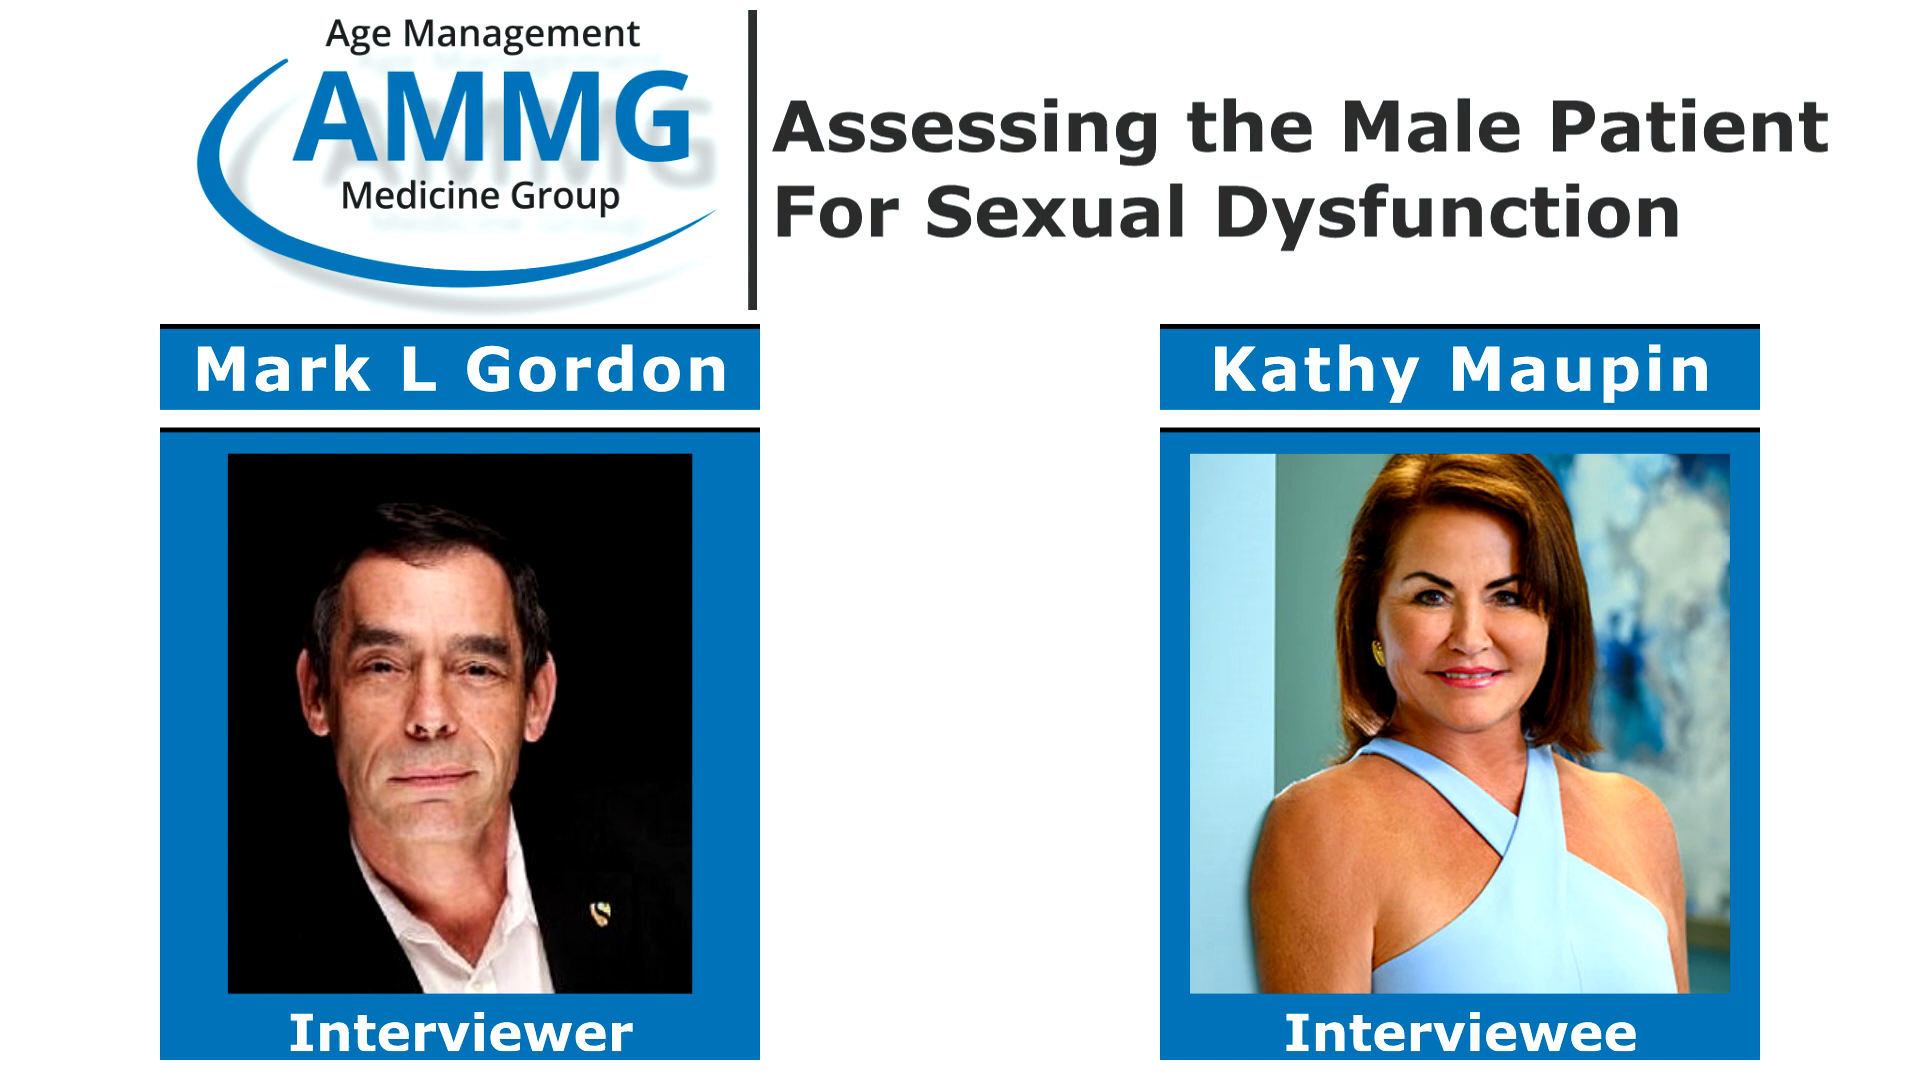 Age Management
AMMG
Medicine Group
Assessing the Male Patient
For Sexual Dysfunction
Mark L Gordon
Kathy Maupin
Interviewer
Interviewee